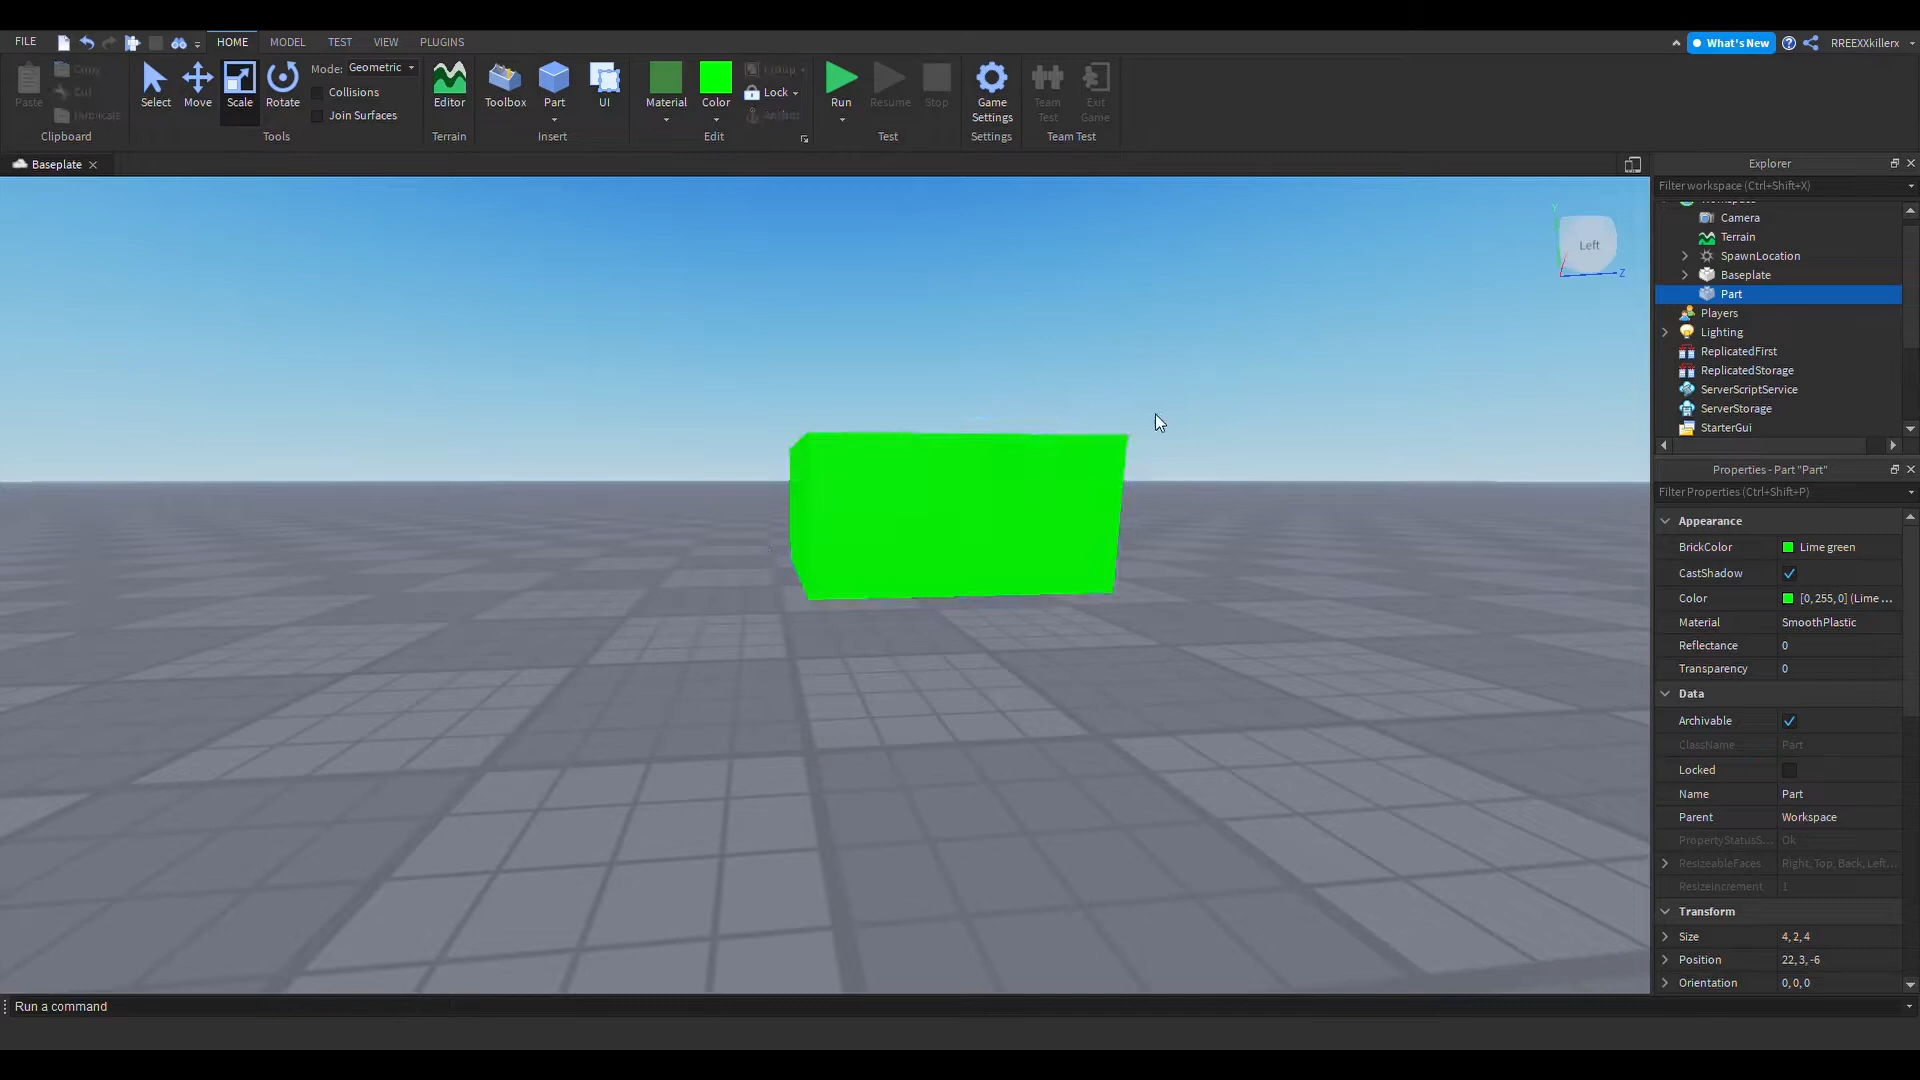 FILE HOME MODEL TEST VIEW PLUGINS What's New RREEXXkillerx
Paste Copy Cut Duplicate Clipboard
Select Move Scale Rotate Mode: Geometric Collisions Join Surfaces Tools
Editor Terrain
Toolbox Part UI Insert
Material Color Group Lock Anchor Edit
Run Resume Stop Test
Game Settings Settings
Team Test Exit Game Team Test
Baseplate
Left
Y
Z
Explorer
Filter workspace (Ctrl+Shift+X)
Workspace
Camera
Terrain
SpawnLocation
Baseplate
Part
Players
Lighting
ReplicatedFirst
ReplicatedStorage
ServerScriptService
ServerStorage
StarterGui
Properties - Part "Part"
Filter Properties (Ctrl+Shift+P)
Appearance
BrickColor Lime green
CastShadow
Color [0, 255, 0] (Lime ...
Material SmoothPlastic
Reflectance 0
Transparency 0
Data
Archivable
ClassName Part
Locked
Name Part
Parent Workspace
PropertyStatusS... Ok
ResizeableFaces Right, Top, Back, Left...
ResizeIncrement 1
Transform
Size 4, 2, 4
Position 22, 3, -6
Orientation 0, 0, 0
Run a command